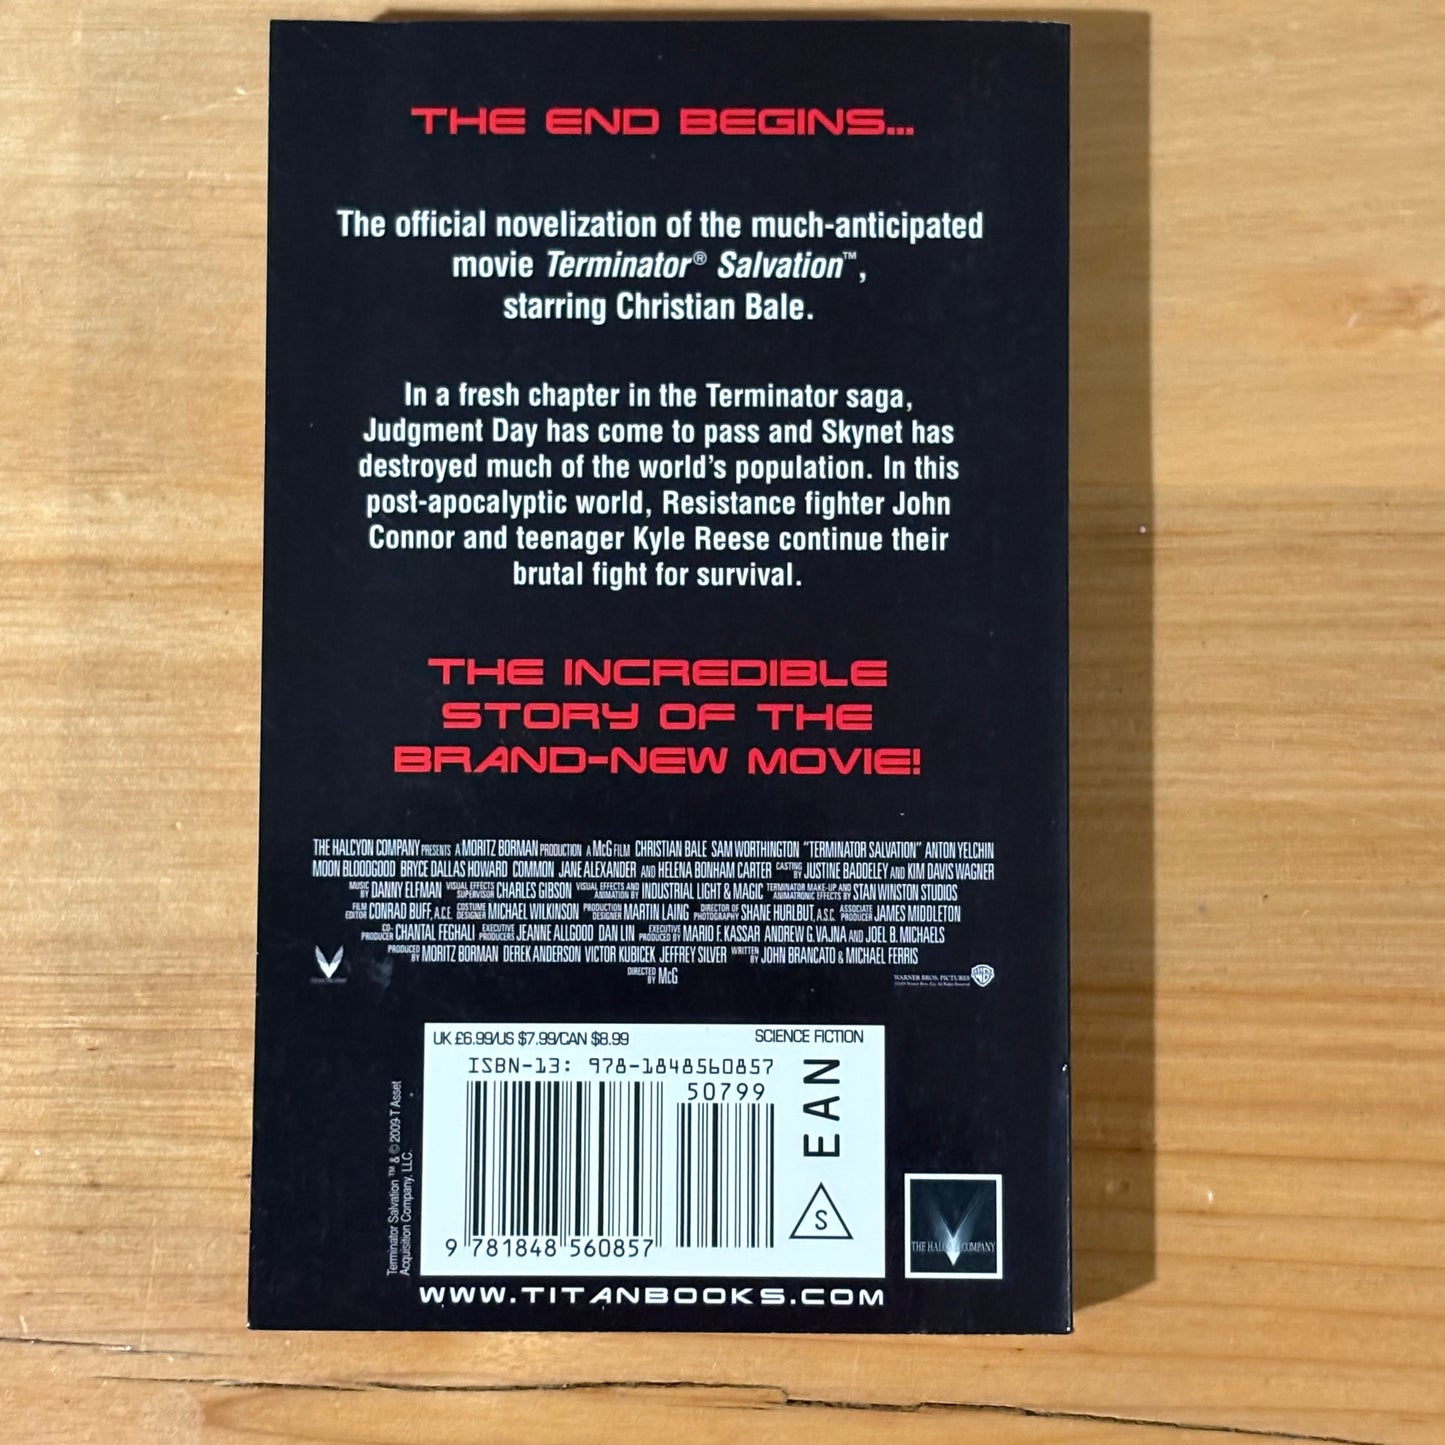 THE END BEGINS...
The official novelization of the much-anticipated
movie Terminator® Salvation™,
starring Christian Bale.
In a fresh chapter in the Terminator saga,
Judgment Day has come to pass and Skynet has
destroyed much of the world's population. In this
post-apocalyptic world, Resistance fighter John
Connor and teenager Kyle Reese continue their
brutal fight for survival.
THE INCREDIBLE
STORY OF THE
BRAND-NEW MOVIE!
THE HALCYON COMPANY PRESENTS A MORITZ BORMAN PRODUCTION A McG FILM CHRISTIAN BALE SAM WORTHINGTON "TERMINATOR SALVATION" ANTON YELCHIN
MOON BLOODGOOD BRYCE DALLAS HOWARD COMMON JANE ALEXANDER AND HELENA BONHAM CARTER CASTING BY JUSTINE BADDELEY AND KIM DAVIS WAGNER
MUSIC BY DANNY ELFMAN VISUAL EFFECTS SUPERVISOR CHARLES GIBSON VISUAL EFFECTS AND ANIMATION BY INDUSTRIAL LIGHT & MAGIC TERMINATOR MAKE-UP AND ANIMATRONIC EFFECTS BY STAN WINSTON STUDIOS
FILM EDITOR CONRAD BUFF, A.C.E. COSTUME DESIGNER MICHAEL WILKINSON PRODUCTION DESIGNER MARTIN LAING DIRECTOR OF PHOTOGRAPHY SHANE HURLBUT, A.S.C. ASSOCIATE PRODUCER JAMES MIDDLETON
CO-PRODUCER CHANTAL FEGHALI EXECUTIVE PRODUCERS JEANNE ALLGOOD DAN LIN EXECUTIVE PRODUCED BY MARIO F. KASSAR ANDREW G. VAJNA AND JOEL B. MICHAELS
PRODUCED BY MORITZ BORMAN DEREK ANDERSON VICTOR KUBICEK JEFFREY SILVER WRITTEN BY JOHN BRANCATO & MICHAEL FERRIS
DIRECTED BY McG
WARNER BROS. PICTURES
UK £6.99/US $7.99/CAN $8.99
SCIENCE FICTION
ISBN-13: 978-1848560857
50799
EAN
S
9 781848 560857
Terminator Salvation ™ & © 2009 T Asset
Acquisition Company, LLC.
THE HALCYON COMPANY
WWW.TITANBOOKS.COM